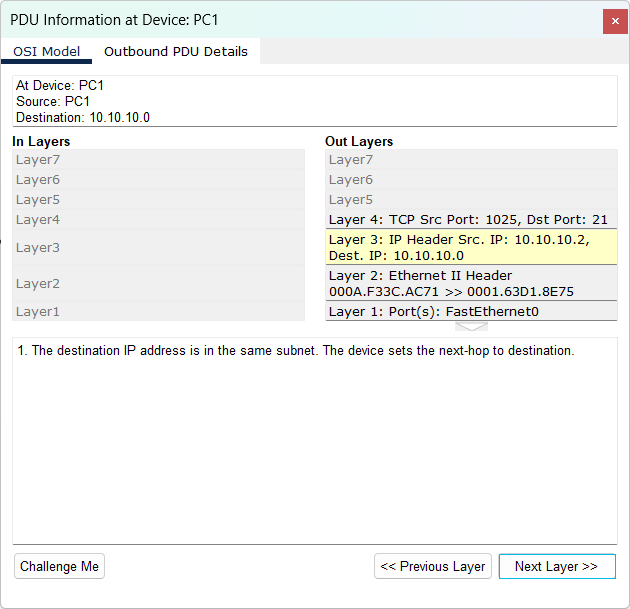 PDU Information at Device: PC1
OSI Model
Outbound PDU Details
At Device: PC1
Source: PC1
Destination: 10.10.10.0
In Layers
Layer7
Layer6
Layer5
Layer4
Layer3
Layer2
Layer1
Out Layers
Layer7
Layer6
Layer5
Layer 4: TCP Src Port: 1025, Dst Port: 21
Layer 3: IP Header Src. IP: 10.10.10.2,
Dest. IP: 10.10.10.0
Layer 2: Ethernet II Header
000A.F33C.AC71 >> 0001.63D1.8E75
Layer 1: Port(s): FastEthernet0
1. The destination IP address is in the same subnet. The device sets the next-hop to destination.
Challenge Me
<< Previous Layer
Next Layer >>